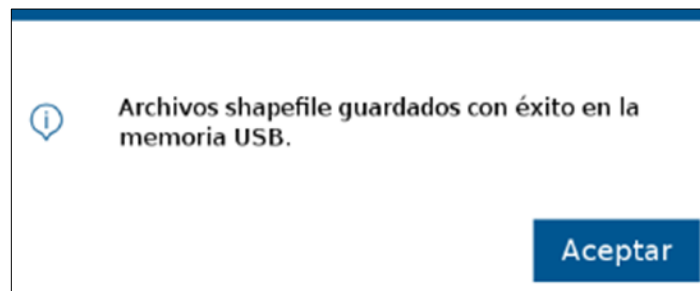 Archivos shapefile guardados con éxito en la
memoria USB.
Aceptar